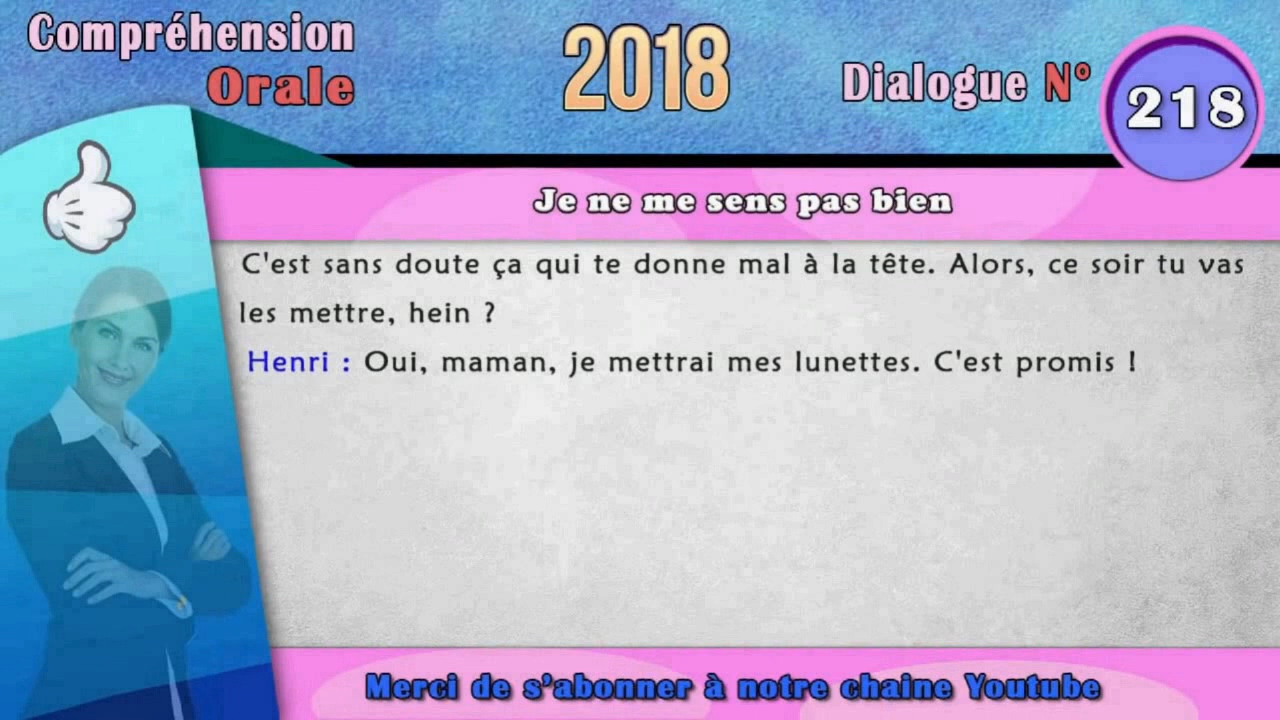 Compréhension
Orale
2018
Dialogue N°
218
Je ne me sens pas bien
C'est sans doute ça qui te donne mal à la tête. Alors, ce soir tu vas
les mettre, hein ?
Henri : Oui, maman, je mettrai mes lunettes. C'est promis !
Merci de s'abonner à notre chaine Youtube